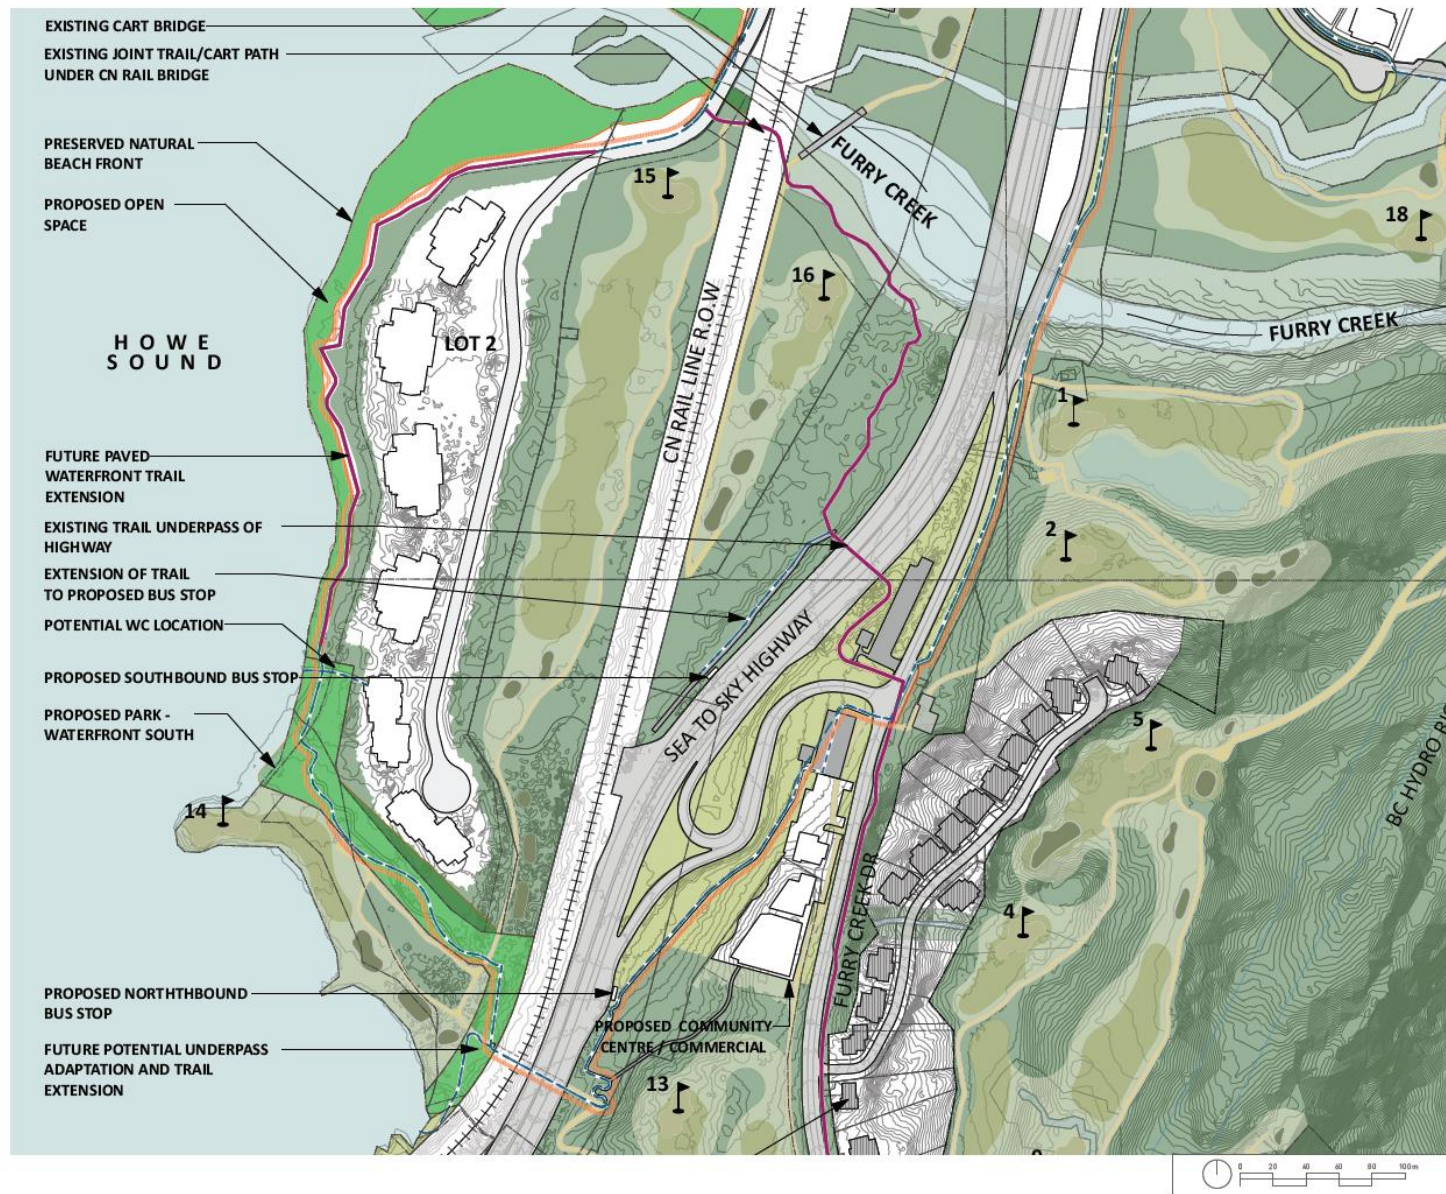 EXISTING CART BRIDGE
EXISTING JOINT TRAIL/CART PATH
UNDER CN RAIL BRIDGE
PRESERVED NATURAL
BEACH FRONT
PROPOSED OPEN
SPACE
HOWE
SOUND
FUTURE PAVED
WATERFRONT TRAIL
EXTENSION
EXISTING TRAIL UNDERPASS OF
HIGHWAY
EXTENSION OF TRAIL
TO PROPOSED BUS STOP
POTENTIAL WC LOCATION
PROPOSED SOUTHBOUND BUS STOP
PROPOSED PARK -
WATERFRONT SOUTH
14
PROPOSED NORTHTHBOUND
BUS STOP
FUTURE POTENTIAL UNDERPASS
ADAPTATION AND TRAIL
EXTENSION
15
16
LOT 2
CN RAIL LINE R.O.W
FURRY CREEK
18
FURRY CREEK
1
2
SEA TO SKY HIGHWAY
5
4
BC HYDRO
FURRY CREEK DR
PROPOSED COMMUNITY
CENTRE / COMMERCIAL
13
0 20 40 60 80 100m